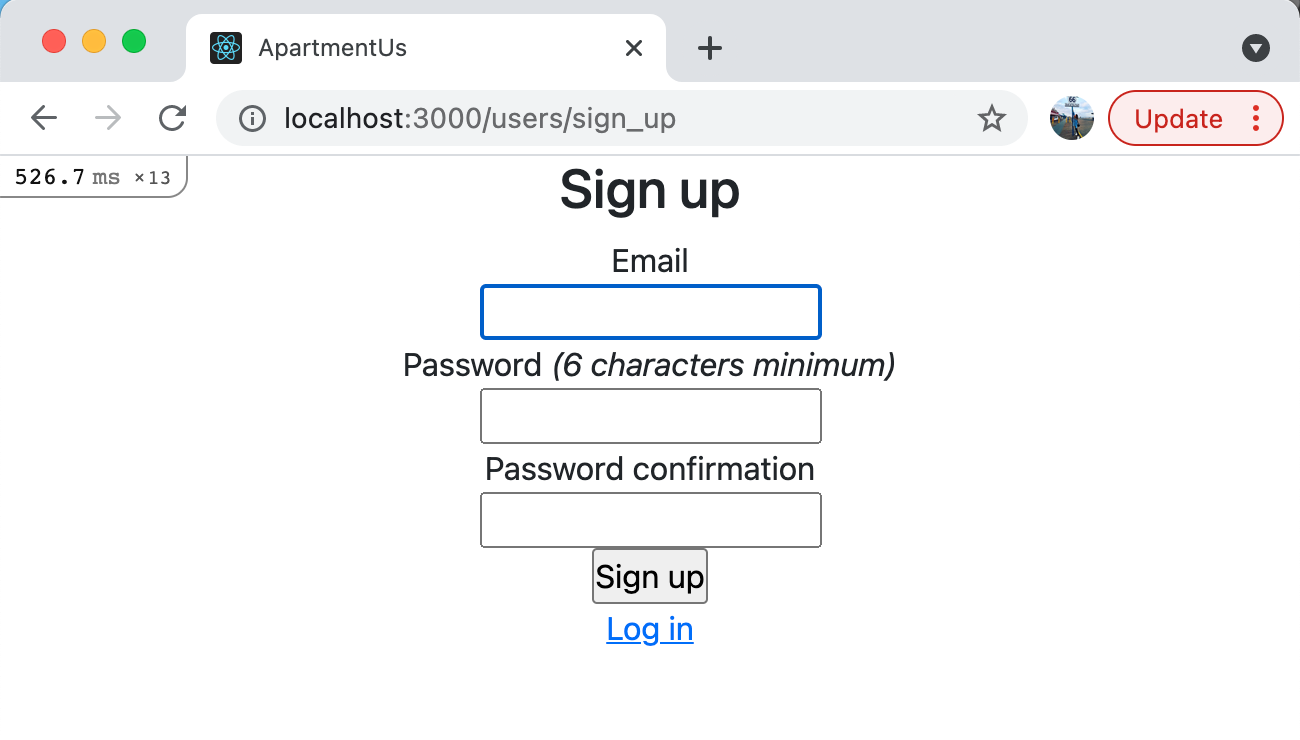 ApartmentUs
localhost:3000/users/sign_up
Update
526.7 ms ×13
Sign up
Email
Password (6 characters minimum)
Password confirmation
Sign up
Log in